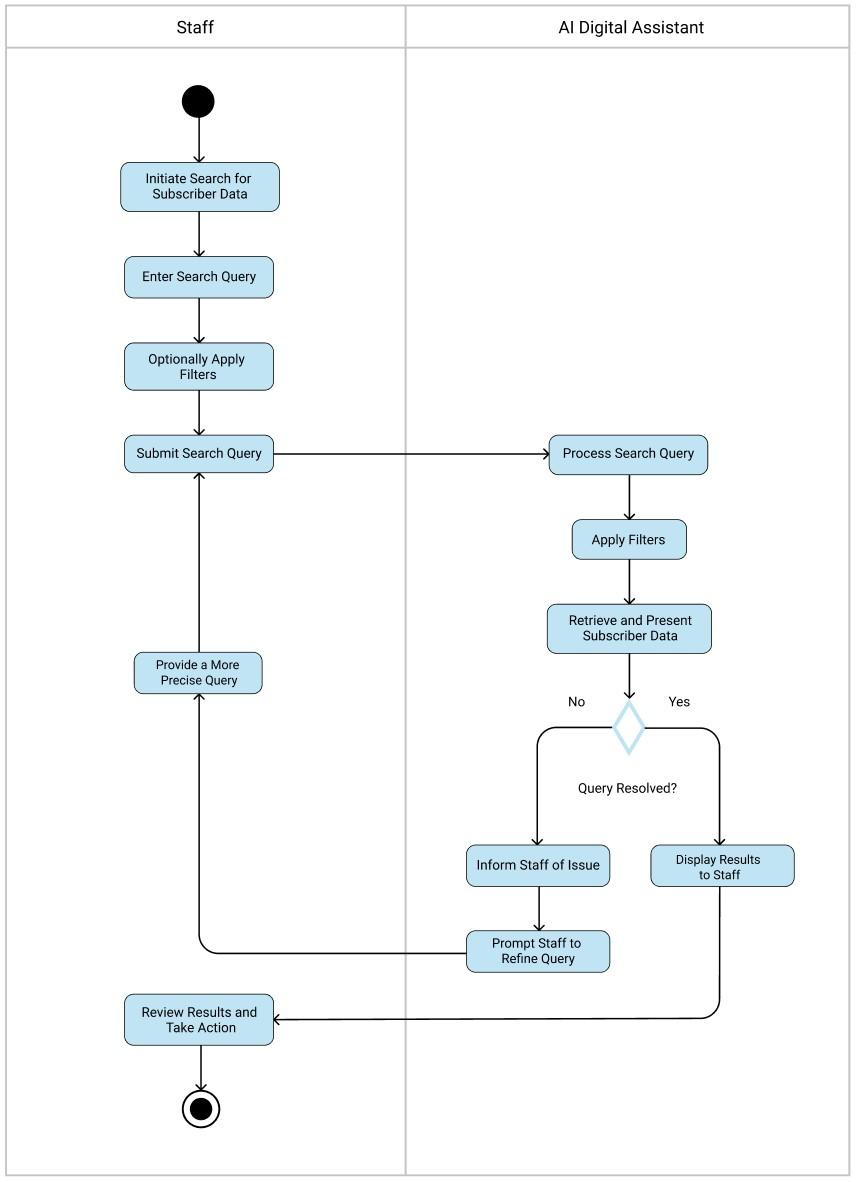 Staff
AI Digital Assistant
Initiate Search for
Subscriber Data
Enter Search Query
Optionally Apply
Filters
Submit Search Query
Process Search Query
Apply Filters
Retrieve and Present
Subscriber Data
Provide a More
Precise Query
No
Yes
Query Resolved?
Inform Staff of Issue
Display Results
to Staff
Prompt Staff to
Refine Query
Review Results and
Take Action